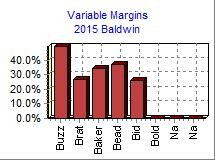 Variable Margins
2015 Baldwin
40.0%
30.0%
20.0%
10.0%
0.0%
Buzz
Brat
Baker
Bead
Bid
Bold
Na
Na